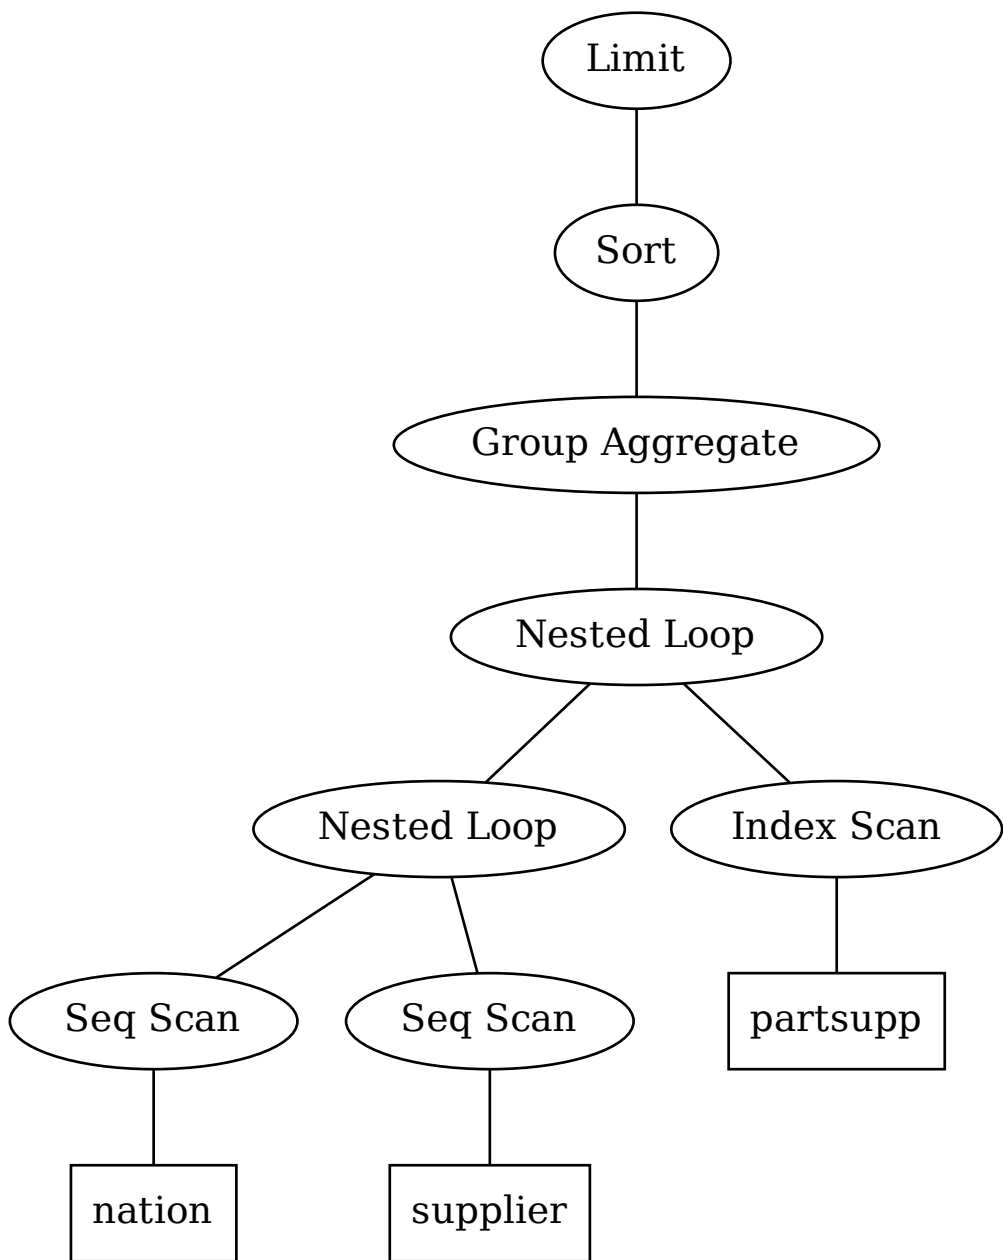 Limit
Sort
Group Aggregate
Nested Loop
Nested Loop
Index Scan
Seq Scan
Seq Scan
partsupp
nation
supplier